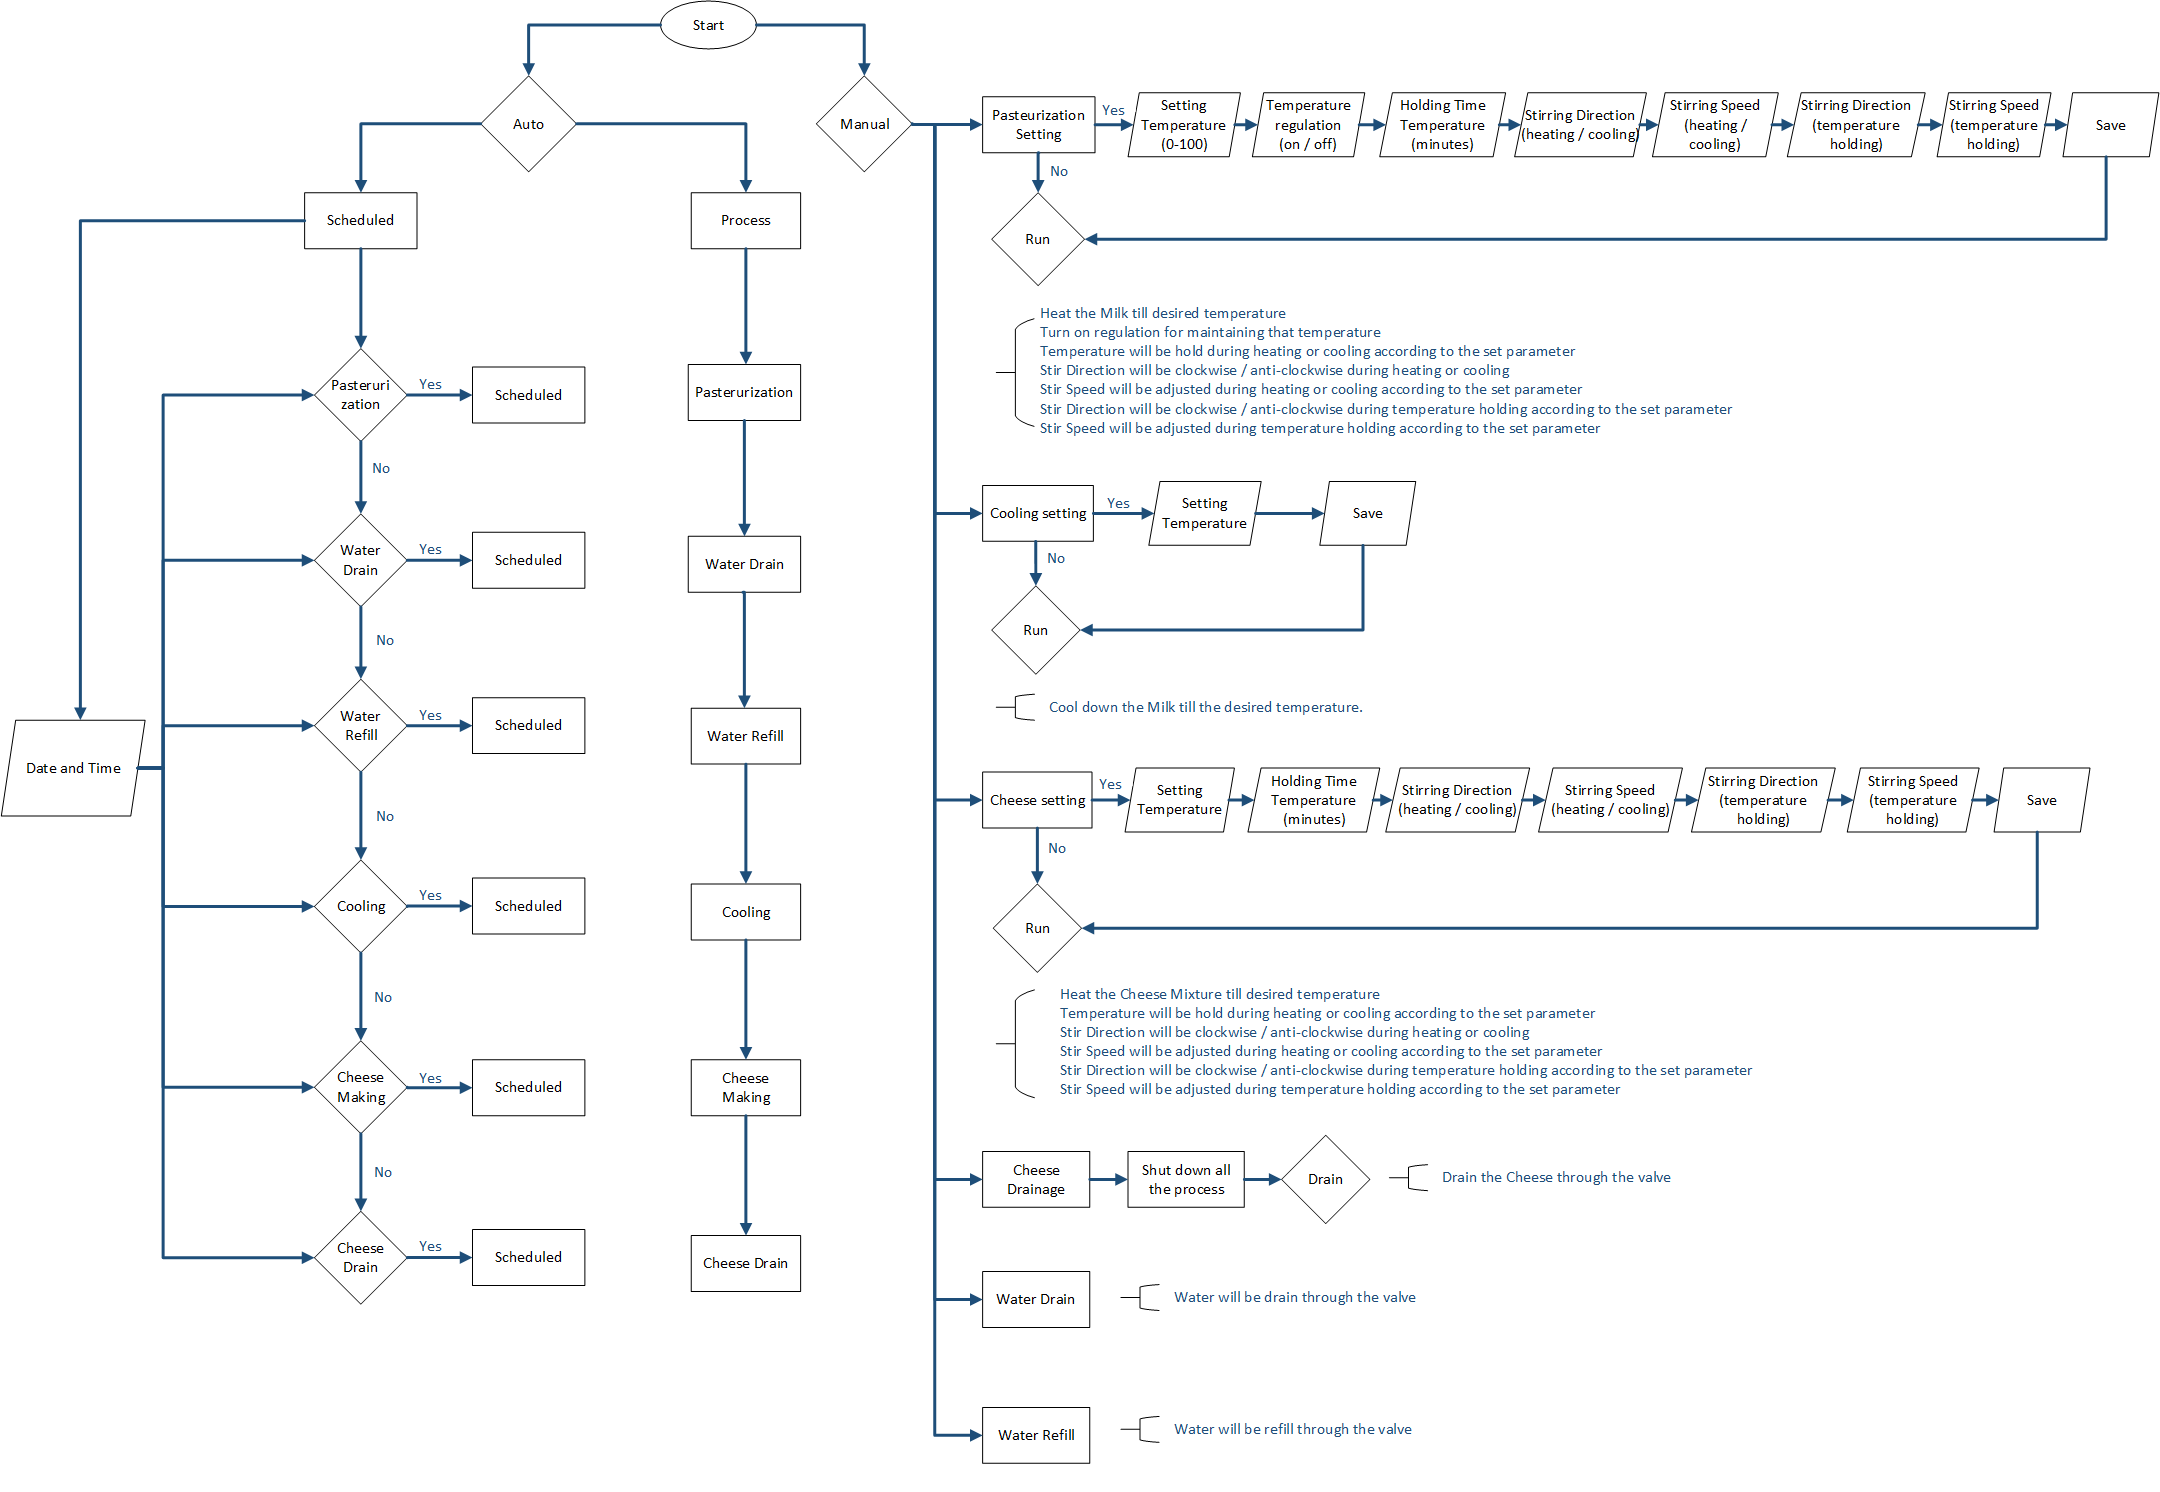 Start
Auto
Manual
Scheduled
Process
Date and Time
Pasteruri
zation
Yes
Scheduled
No
Water
Drain
Yes
Scheduled
No
Water
Refill
Yes
Scheduled
No
Cooling
Yes
Scheduled
No
Cheese
Making
Yes
Scheduled
No
Cheese
Drain
Yes
Scheduled
Pasterurization
Water Drain
Water Refill
Cooling
Cheese
Making
Cheese Drain
Pasteurization
Setting
Yes
Setting
Temperature
(0-100)
Temperature
regulation
(on / off)
Holding Time
Temperature
(minutes)
Stirring Direction
(heating / cooling)
Stirring Speed
(heating /
cooling)
Stirring Direction
(temperature
holding)
Stirring Speed
(temperature
holding)
Save
No
Run
Heat the Milk till desired temperature
Turn on regulation for maintaining that temperature
Temperature will be hold during heating or cooling according to the set parameter
Stir Direction will be clockwise / anti-clockwise during heating or cooling
Stir Speed will be adjusted during heating or cooling according to the set parameter
Stir Direction will be clockwise / anti-clockwise during temperature holding according to the set parameter
Stir Speed will be adjusted during temperature holding according to the set parameter
Cooling setting
Yes
Setting
Temperature
Save
No
Run
Cool down the Milk till the desired temperature.
Cheese setting
Yes
Setting
Temperature
Holding Time
Temperature
(minutes)
Stirring Direction
(heating / cooling)
Stirring Speed
(heating / cooling)
Stirring Direction
(temperature
holding)
Stirring Speed
(temperature
holding)
Save
No
Run
Heat the Cheese Mixture till desired temperature
Temperature will be hold during heating or cooling according to the set parameter
Stir Direction will be clockwise / anti-clockwise during heating or cooling
Stir Speed will be adjusted during heating or cooling according to the set parameter
Stir Direction will be clockwise / anti-clockwise during temperature holding according to the set parameter
Stir Speed will be adjusted during temperature holding according to the set parameter
Cheese
Drainage
Shut down all
the process
Drain
Drain the Cheese through the valve
Water Drain
Water will be drain through the valve
Water Refill
Water will be refill through the valve